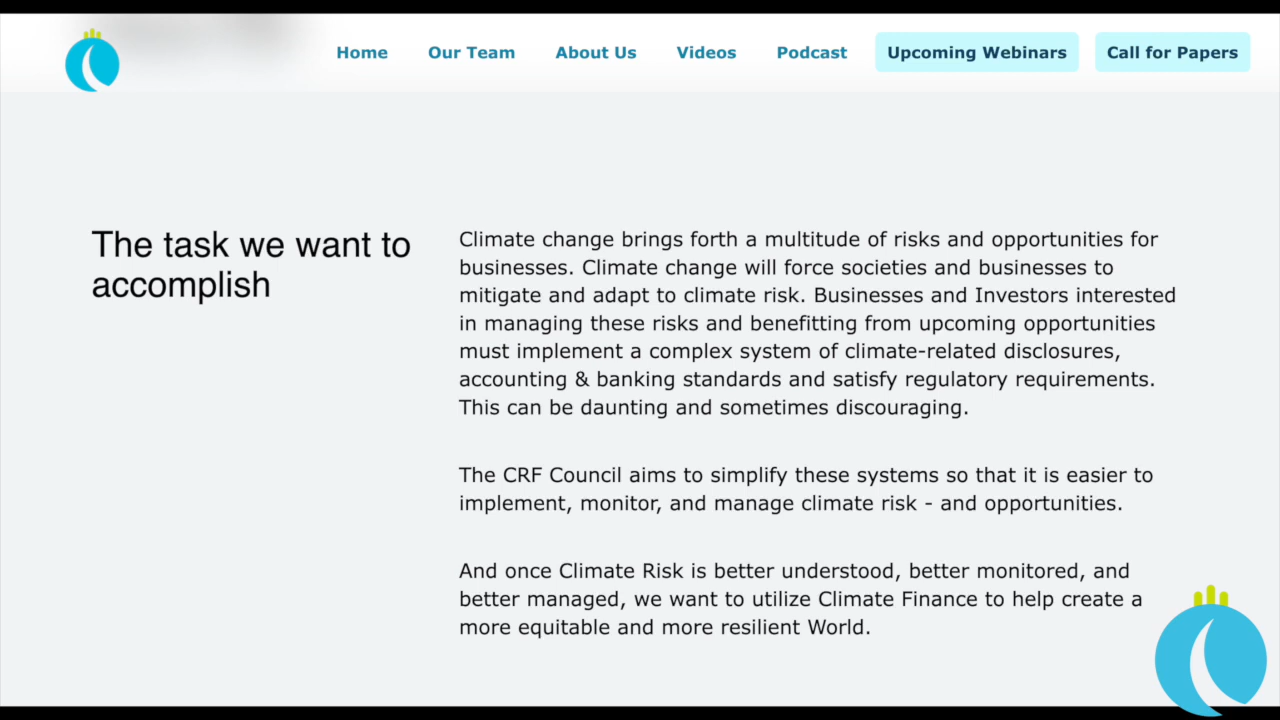 Home Our Team About Us Videos Podcast Upcoming Webinars Call for Papers
The task we want to
accomplish
Climate change brings forth a multitude of risks and opportunities for
businesses. Climate change will force societies and businesses to
mitigate and adapt to climate risk. Businesses and Investors interested
in managing these risks and benefitting from upcoming opportunities
must implement a complex system of climate-related disclosures,
accounting & banking standards and satisfy regulatory requirements.
This can be daunting and sometimes discouraging.
The CRF Council aims to simplify these systems so that it is easier to
implement, monitor, and manage climate risk - and opportunities.
And once Climate Risk is better understood, better monitored, and
better managed, we want to utilize Climate Finance to help create a
more equitable and more resilient World.